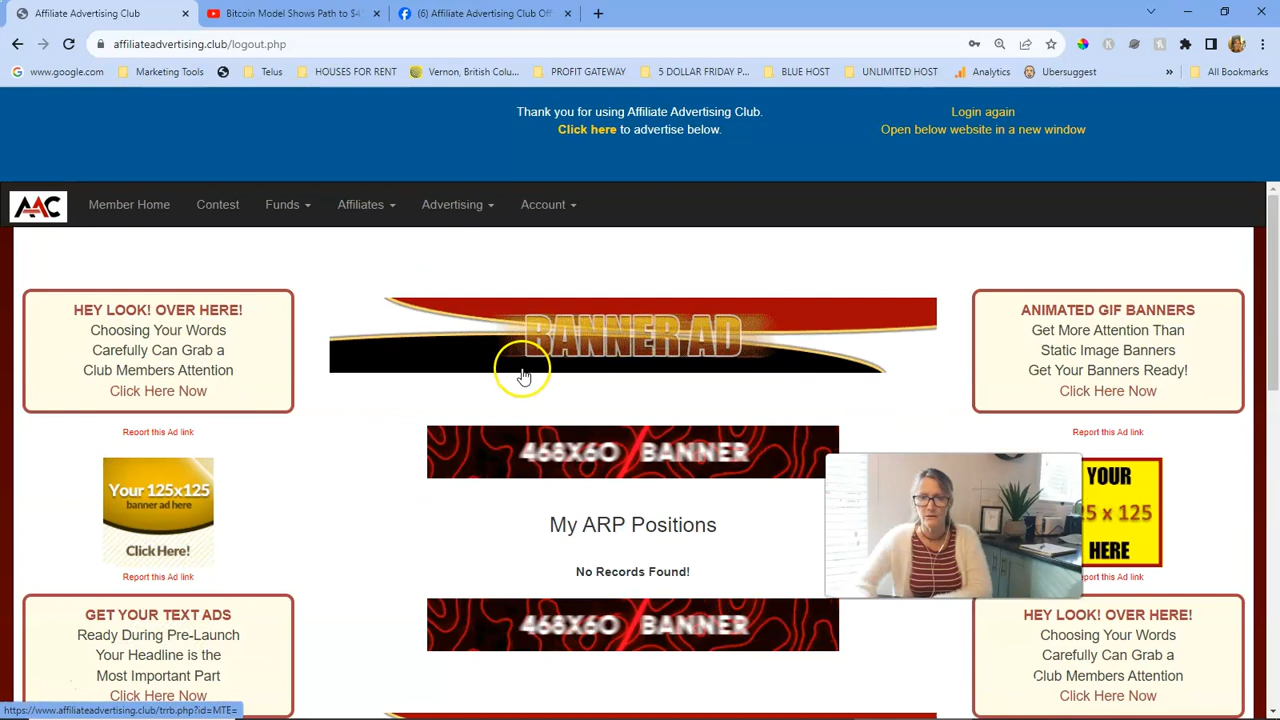 Affiliate Advertising Club
Bitcoin Model Shows Path to $4
(6) Affiliate Advertising Club Off
affiliateadvertising.club/logout.php
www.google.com
Marketing Tools
Telus
HOUSES FOR RENT
Vernon, British Colu...
PROFIT GATEWAY
5 DOLLAR FRIDAY P...
BLUE HOST
UNLIMITED HOST
Analytics
Ubersuggest
»
All Bookmarks
Thank you for using Affiliate Advertising Club.
Click here to advertise below.
Login again
Open below website in a new window
AAC
Member Home
Contest
Funds
Affiliates
Advertising
Account
HEY LOOK! OVER HERE!
Choosing Your Words
Carefully Can Grab a
Club Members Attention
Click Here Now
Report this Ad link
Your 125x125
banner ad here
Click Here!
Report this Ad link
GET YOUR TEXT ADS
Ready During Pre-Launch
Your Headline is the
Most Important Part
Click Here Now
BANNER AD
468X60 BANNER
My ARP Positions
No Records Found!
468X60 BANNER
ANIMATED GIF BANNERS
Get More Attention Than
Static Image Banners
Get Your Banners Ready!
Click Here Now
Report this Ad link
YOUR
5 x 125
HERE
port this Ad link
HEY LOOK! OVER HERE!
Choosing Your Words
Carefully Can Grab a
Club Members Attention
Click Here Now
https://www.affiliateadvertising.club/trrb.php?id=MTE=